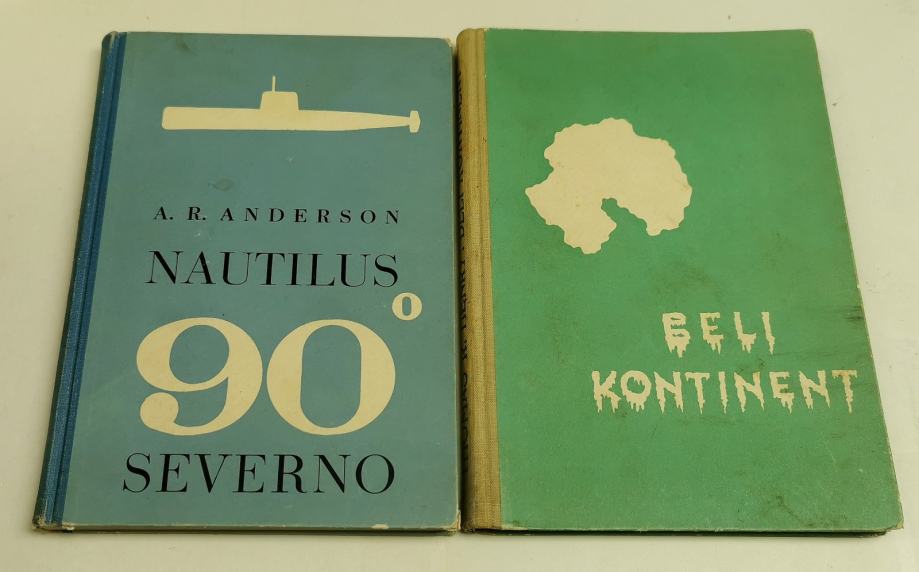 A. R. ANDERSON
NAUTILUS
90°
SEVERNO
BELI
KONTINENT